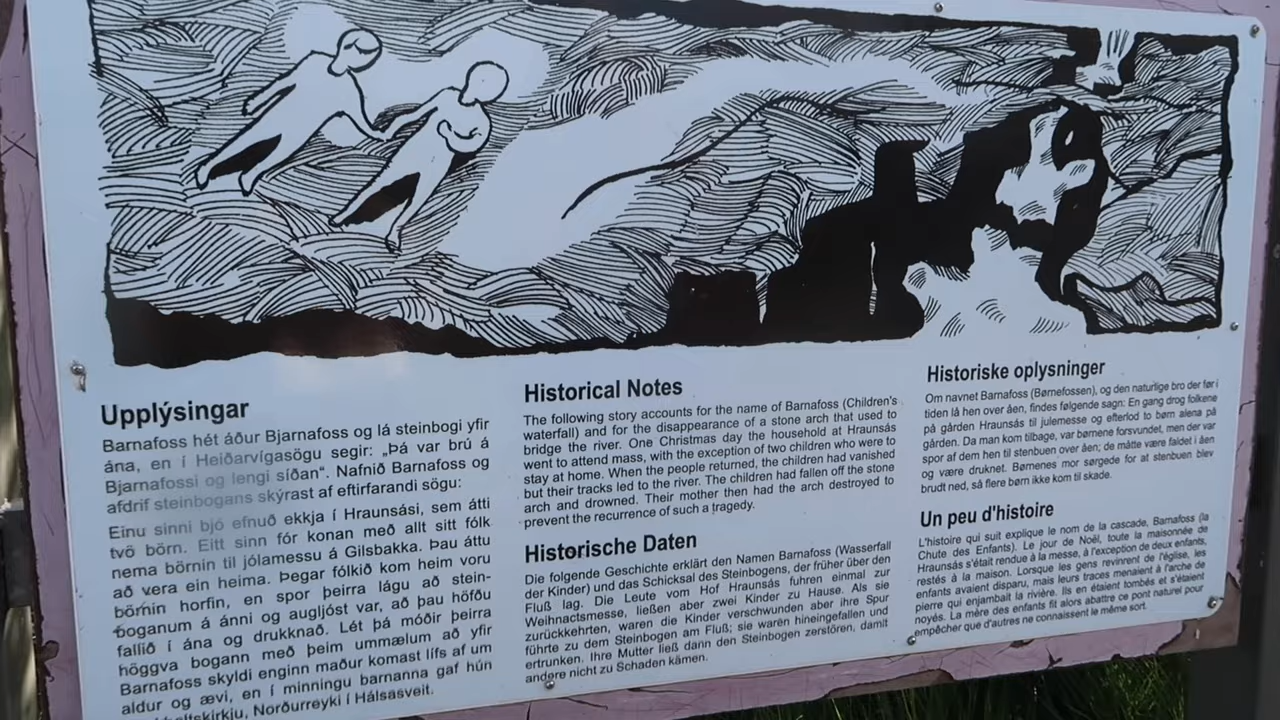 Upplýsingar
Barnafoss hét áður Bjarnafoss og lá steinbogi yfir
ána, en í Heiðarvígasögu segir: „Þá var brú á
Bjarnafossi og lengi síðan“. Nafnið Barnafoss og
afdrif steinbogans skýrast af eftirfarandi sögu:
Einu sinni bjó efnuð ekkja í Hraunsási, sem átti
tvö börn. Eitt sinn fór konan með allt sitt fólk
nema börnin til jólamessu á Gilsbakka. Þau áttu
að vera ein heima. Þegar fólkið kom heim voru
börnin horfin, en spor þeirra lágu að stein-
boganum á ánni og augljóst var, að þau höfðu
fallið í ána og drukknað. Lét þá móðir þeirra
höggva bogann með þeim ummælum að yfir
Barnafoss skyldi enginn maður komast lífs af um
aldur og ævi, en í minningu barnanna gaf hún
Norðurreyki í Hálsasveit.
Historical Notes
The following story accounts for the name of Barnafoss (Children's
waterfall) and for the disappearance of a stone arch that used to
bridge the river. One Christmas day the household at Hraunsás
went to attend mass, with the exception of two children who were to
stay at home. When the people returned, the children had vanished
but their tracks led to the river. The children had fallen off the stone
arch and drowned. Their mother then had the arch destroyed to
prevent the recurrence of such a tragedy.
Historische Daten
Die folgende Geschichte erklärt den Namen Barnafoss (Wasserfall
der Kinder) und das Schicksal des Steinbogens, der früher über den
Fluß lag. Die Leute vom Hof Hraunsás fuhren einmal zur
Weihnachtsmesse, ließen aber zwei Kinder zu Hause. Als sie
zurückkehrten, waren die Kinder verschwunden aber ihre Spur
führte zu dem Steinbogen am Fluß; sie waren hineingefallen und
ertrunken. Ihre Mutter ließ dann den Steinbogen zerstören, damit
andere nicht zu Schaden kämen.
Historiske oplysninger
Om navnet Barnafoss (Børnefossen), og den naturlige bro der før i
tiden lå hen over åen, findes følgende sagn: En gang drog folkene
på gården Hraunsás til julemesse og efterlod to børn alena på
gården. Da man kom tilbage, var børnene forsvundet, men der var
spor af dem hen til stenbuen over åen; de måtte være faldet i åen
og være druknet. Børnenes mor sørgede for at stenbuen blev
brudt ned, så flere børn ikke kom til skade.
Un peu d'histoire
L'histoire qui suit explique le nom de la cascade, Barnafoss (la
Chute des Enfants). Le jour de Noël, toute la maisonnée de
Hraunsás s'était rendue à la messe, à l'exception de deux enfants,
restés à la maison. Lorsque les gens revinrent de l'église, les
enfants avaient disparu, mais leurs traces menaient à l'arche de
pierre qui enjambait la rivière. Ils en étaient tombés et s'étaient
noyés. La mère des enfants fit alors abattre ce pont naturel pour
empêcher que d'autres ne connaissent le même sort.